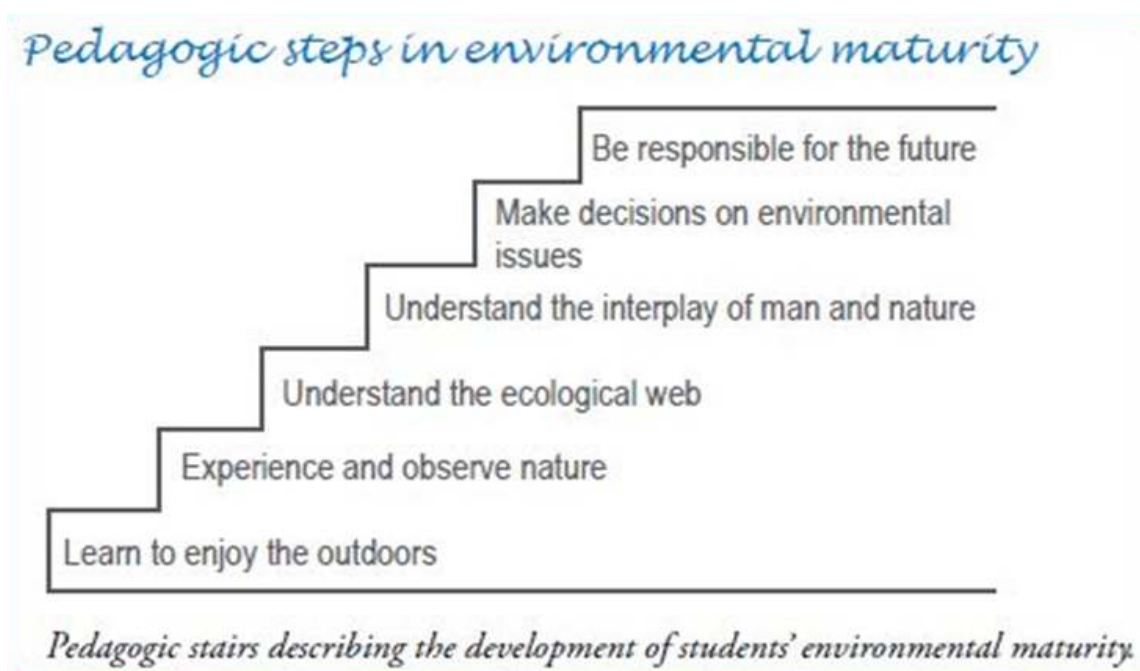 Pedagogic steps in environmental maturity
Be responsible for the future
Make decisions on environmental
issues
Understand the interplay of man and nature
Understand the ecological web
Experience and observe nature
Learn to enjoy the outdoors
Pedagogic stairs describing the development of students' environmental maturity.